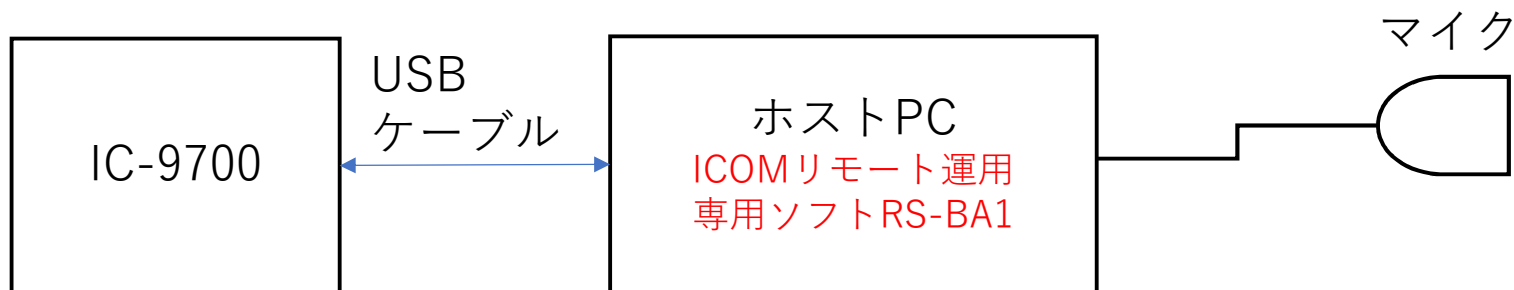 マイク
USB
ケーブル
IC-9700
ホストPC
ICOMリモート運用
専用ソフトRS-BA1